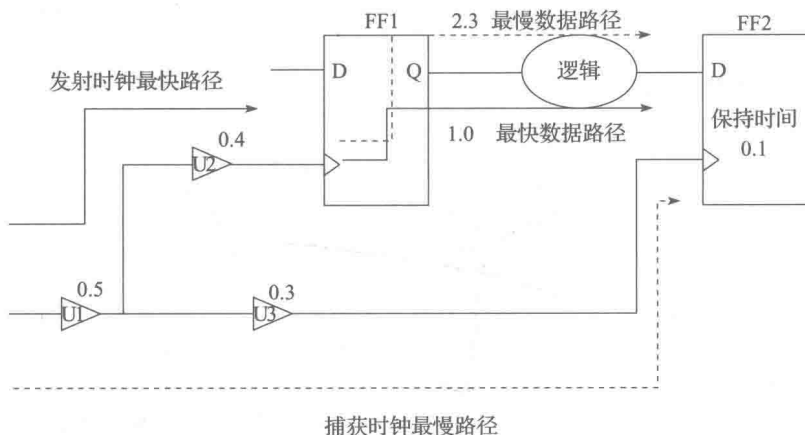 FF1
2.3 最慢数据路径
FF2
发射时钟最快路径
D
Q
逻辑
D
1.0 最快数据路径
保持时间
0.1
0.4
U2
0.5
U1
0.3
U3
捕获时钟最慢路径